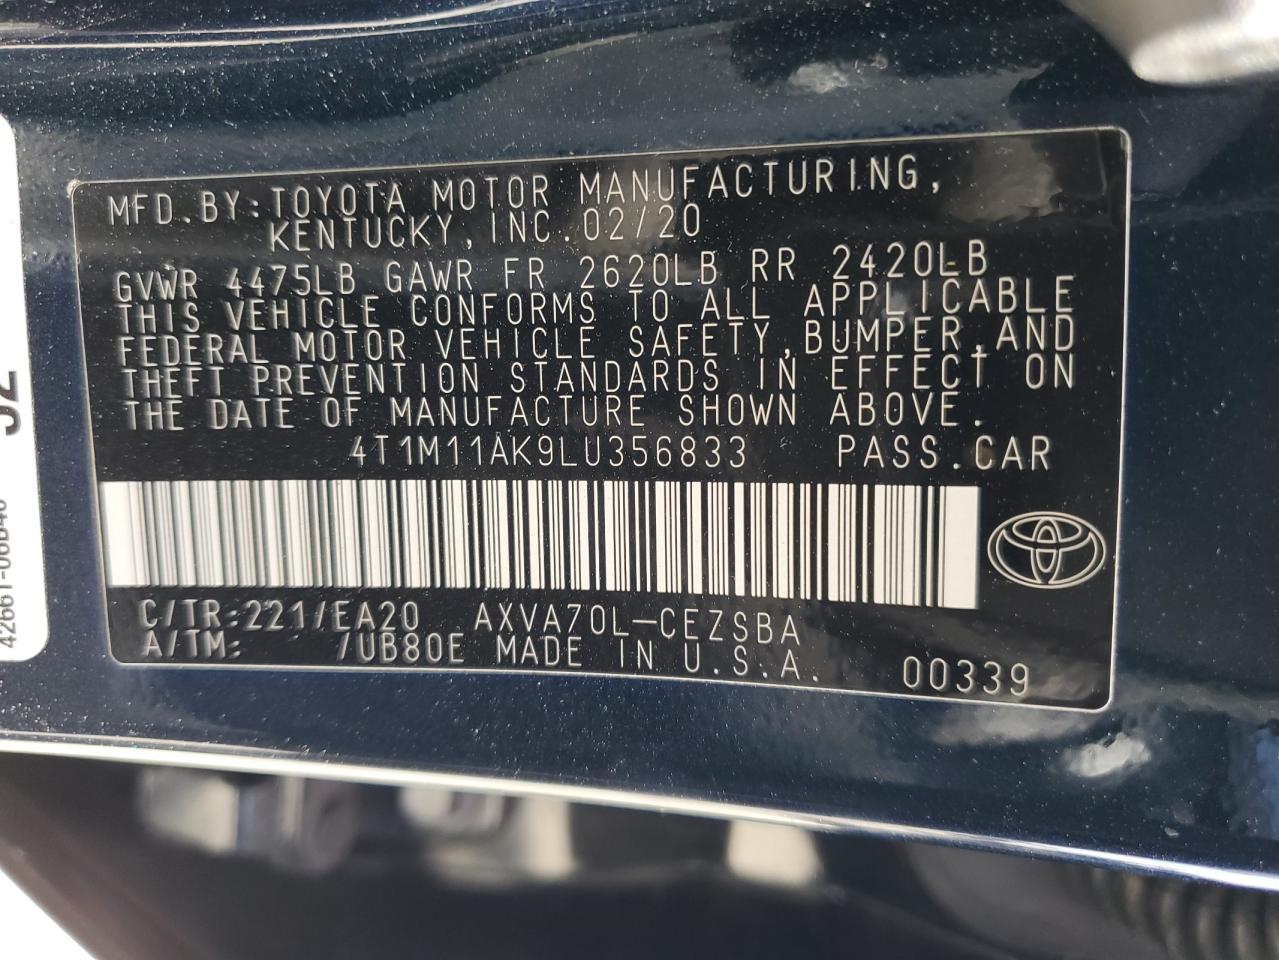 MFD.BY:TOYOTA MOTOR MANUFACTURING,
KENTUCKY,INC.02/20
GVWR 4475LB GAWR FR 2620LB RR 2420LB
THIS VEHICLE CONFORMS TO ALL APPLICABLE
FEDERAL MOTOR VEHICLE SAFETY,BUMPER,AND
THEFT PREVENTION STANDARDS IN EFFECT ON
THE DATE OF MANUFACTURE SHOWN ABOVE.
4T1M11AK9LU356833 PASS.CAR
C/TR:221/EA20 AXVA70L-CEZSBA
A/TM: /UB80E MADE IN U.S.A. 00339